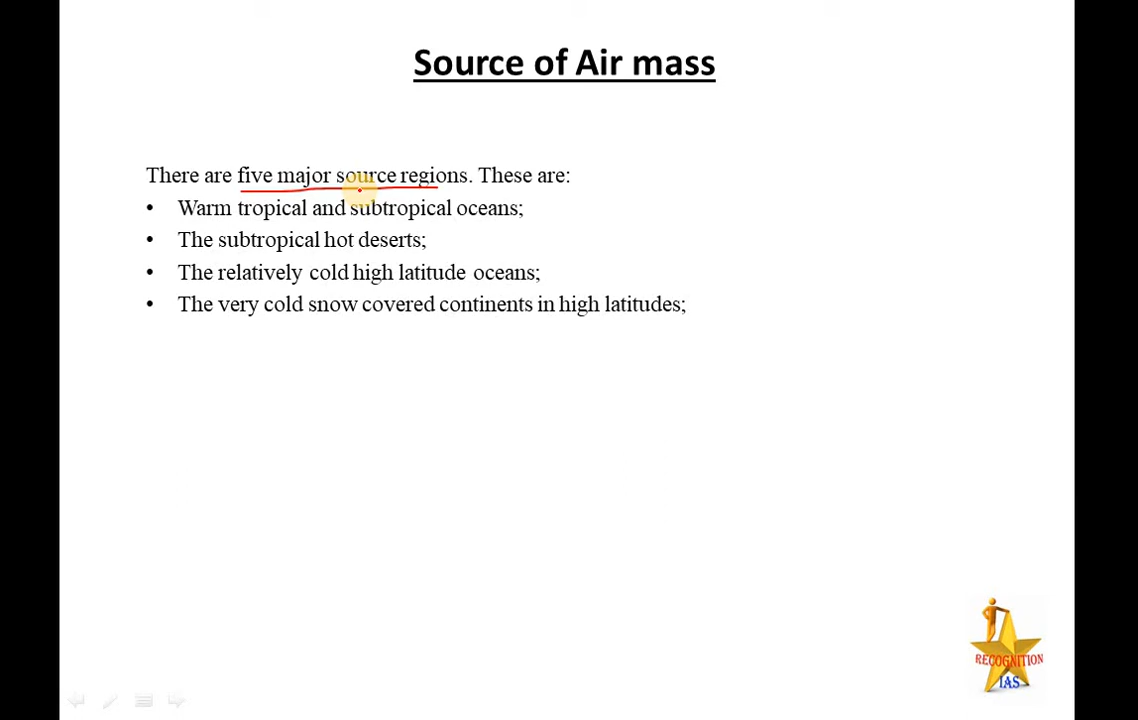 Source of Air mass
There are five major source regions. These are:
• Warm tropical and subtropical oceans;
• The subtropical hot deserts;
• The relatively cold high latitude oceans;
• The very cold snow covered continents in high latitudes;
RECOGNITION
IAS